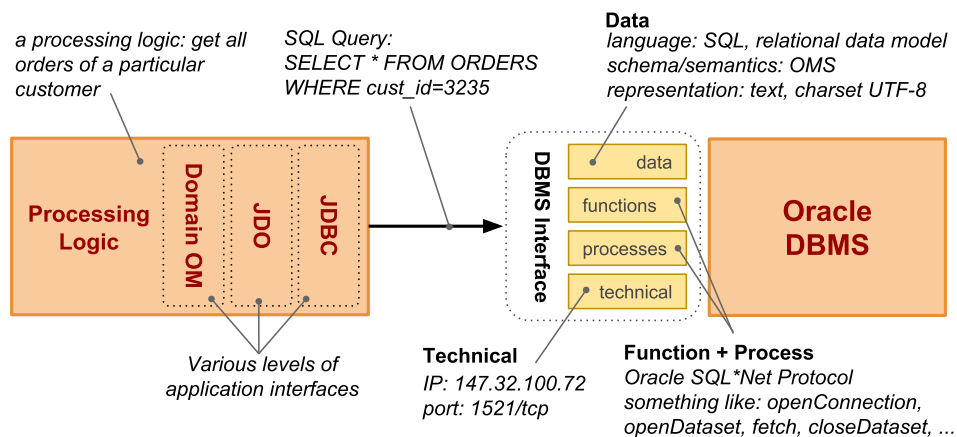 a processing logic: get all
orders of a particular
customer
SQL Query:
SELECT * FROM ORDERS
WHERE cust_id=3235
Data
language: SQL, relational data model
schema/semantics: OMS
representation: text, charset UTF-8
Processing
Logic
Domain OM
JDO
JDBC
DBMS Interface
data
functions
processes
technical
Oracle
DBMS
Various levels of
application interfaces
Technical
IP: 147.32.100.72
port: 1521/tcp
Function + Process
Oracle SQL*Net Protocol
something like: openConnection,
openDataset, fetch, closeDataset, ...